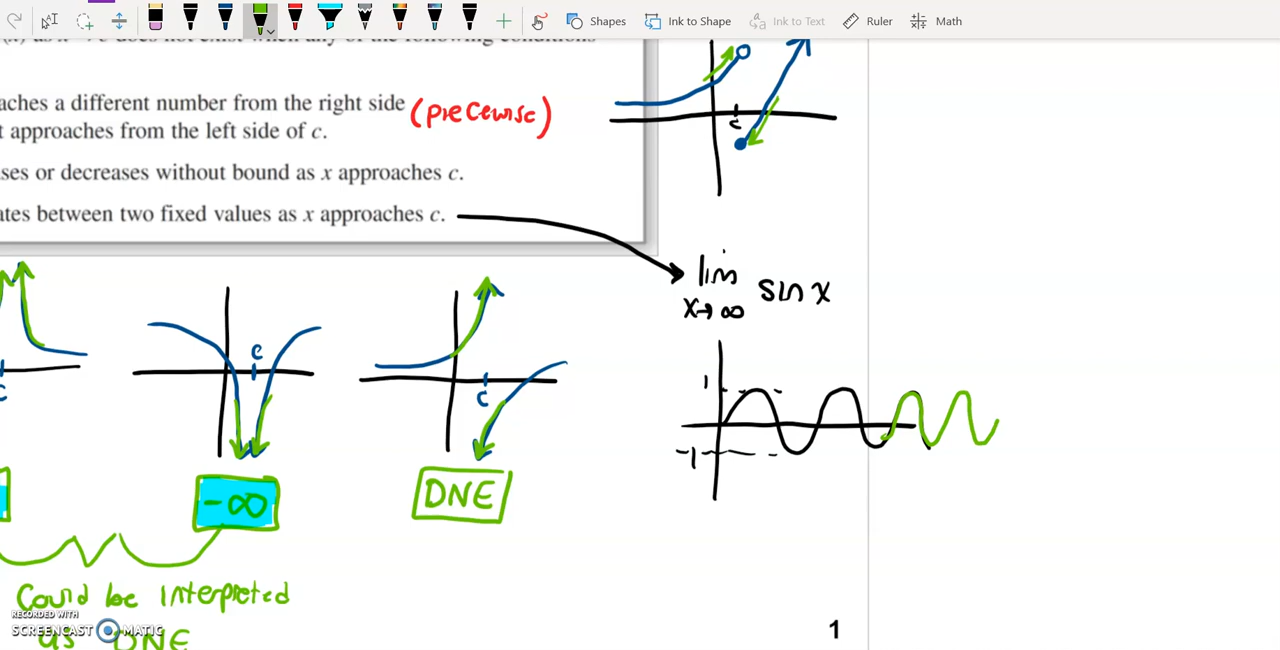 Shapes
Ink to Shape
Ink to Text
Ruler
Math
aches a different number from the right side (piecewise)
t approaches from the left side of c.
ses or decreases without bound as x approaches c.
ates between two fixed values as x approaches c.
c
lim
x→∞ sin x
c
c
c
1
-1
-∞
DNE
Could be interpreted
as DNE
RECORDED WITH
SCREENCAST MATIC
1